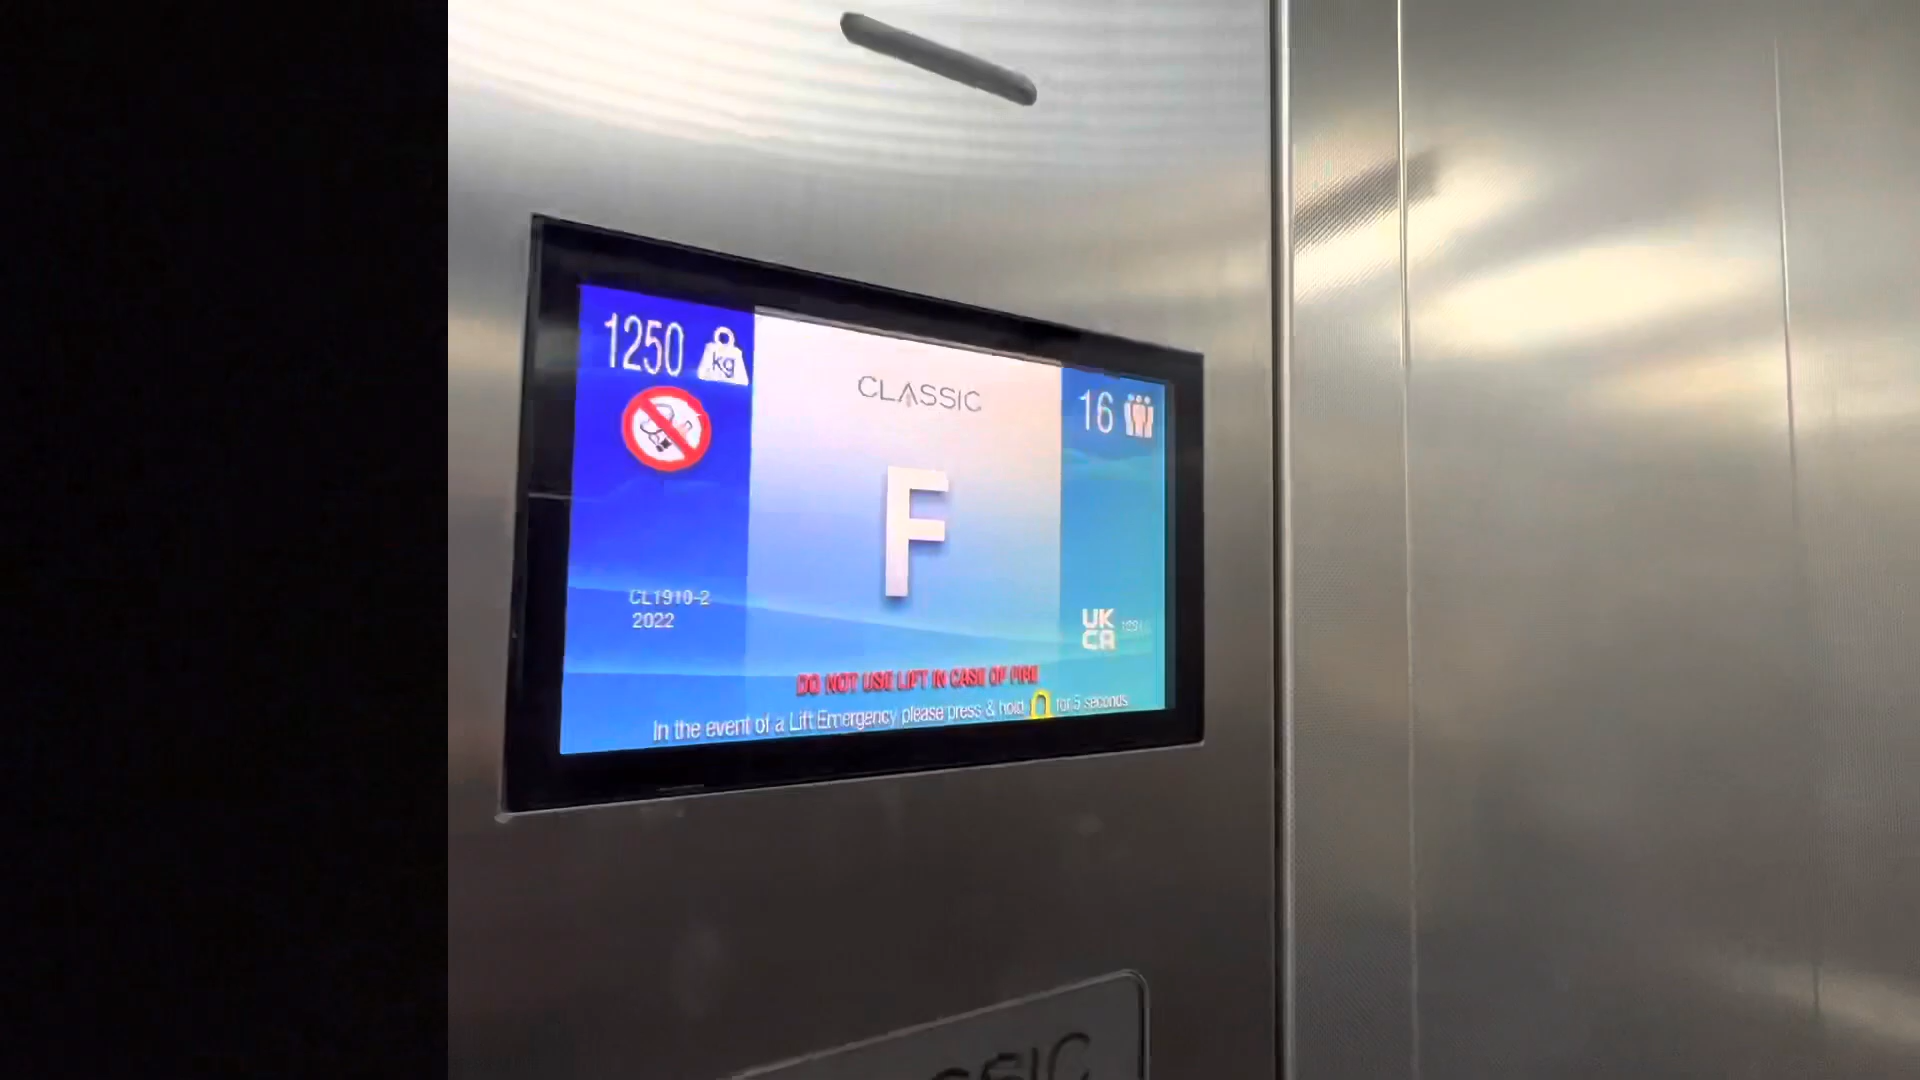 1250 kg
CLASSIC
16
F
CL1910-2
2022
UK
CA
DO NOT USE LIFT IN CASE OF FIRE
In the event of a Lift Emergency please press & hold for 5 seconds